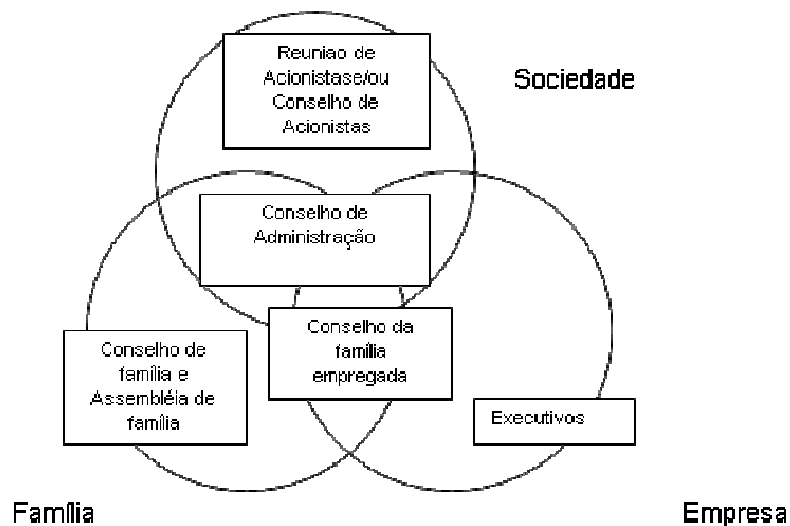 Reuniao de
Acionistase/ou
Conselho de
Acionistas
Sociedade
Conselho de
Administração
Conselho da
família
empregada
Conselho de
família e
Assembléia de
família
Executivos
Família
Empresa